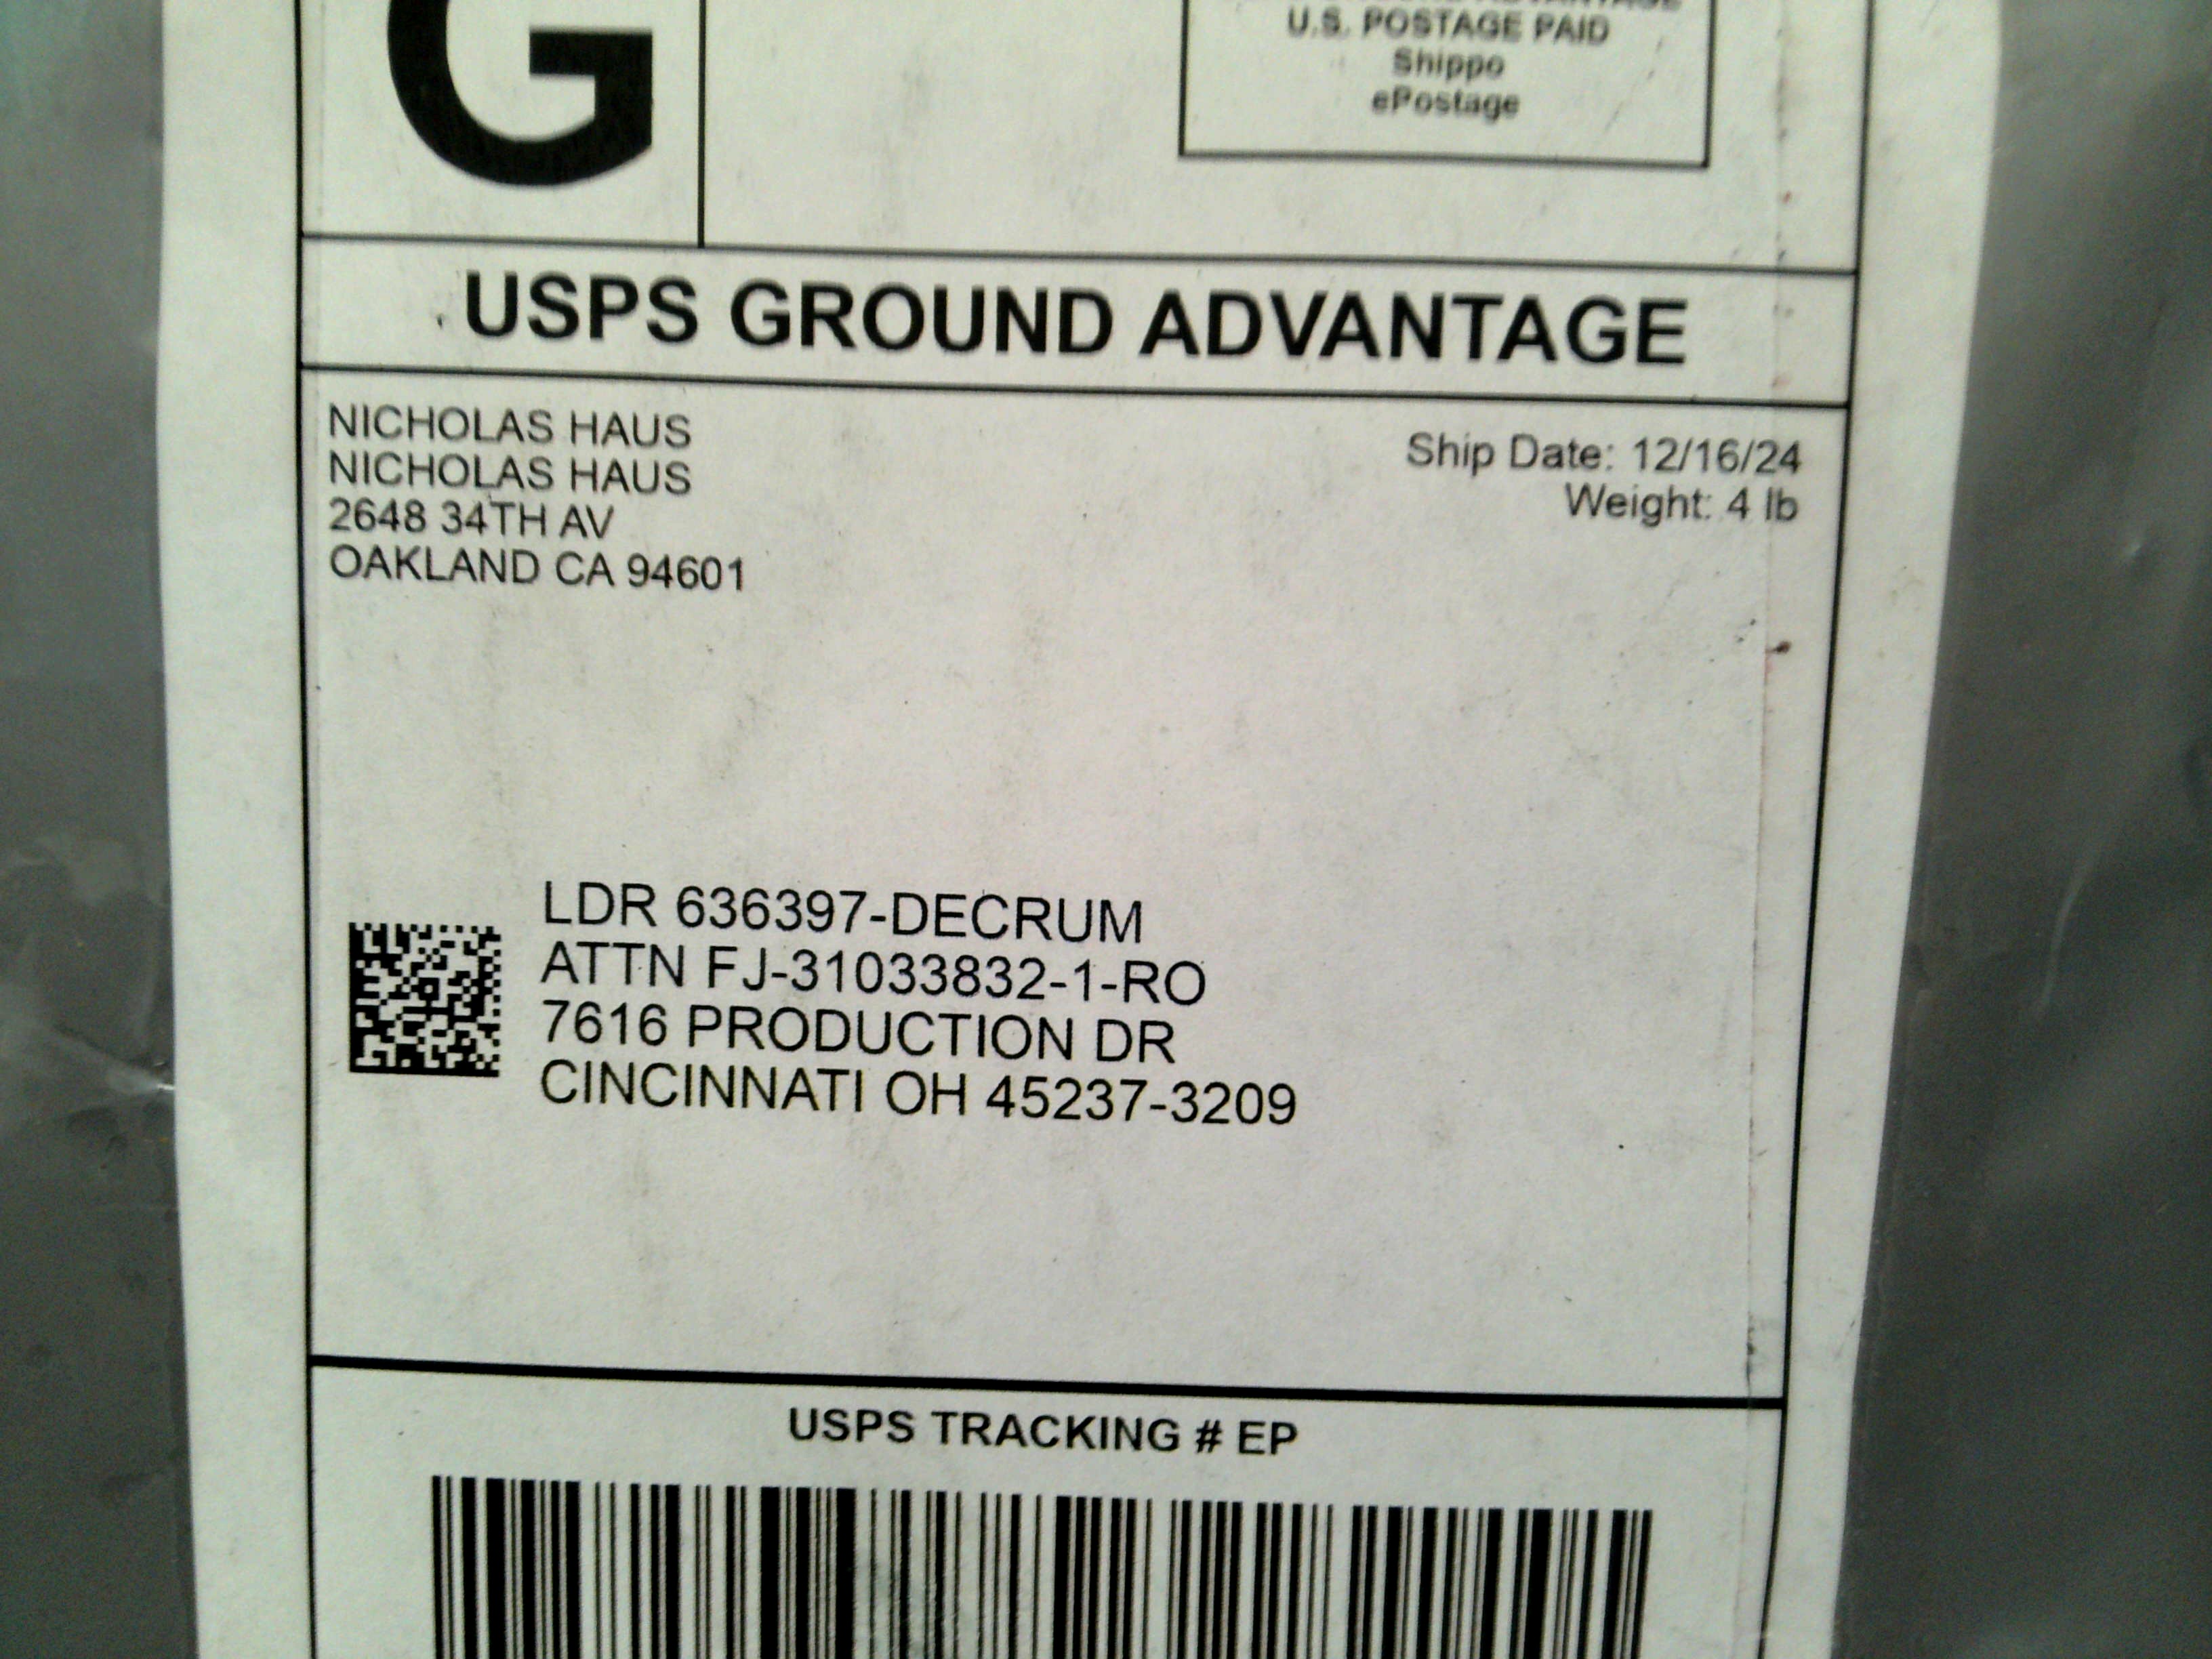 G
U.S. POSTAGE PAID
Shippo
ePostage
USPS GROUND ADVANTAGE
NICHOLAS HAUS
NICHOLAS HAUS
2648 34TH AV
OAKLAND CA 94601
Ship Date: 12/16/24
Weight: 4 lb
LDR 636397-DECRUM
ATTN FJ-31033832-1-RO
7616 PRODUCTION DR
CINCINNATI OH 45237-3209
USPS TRACKING # EP